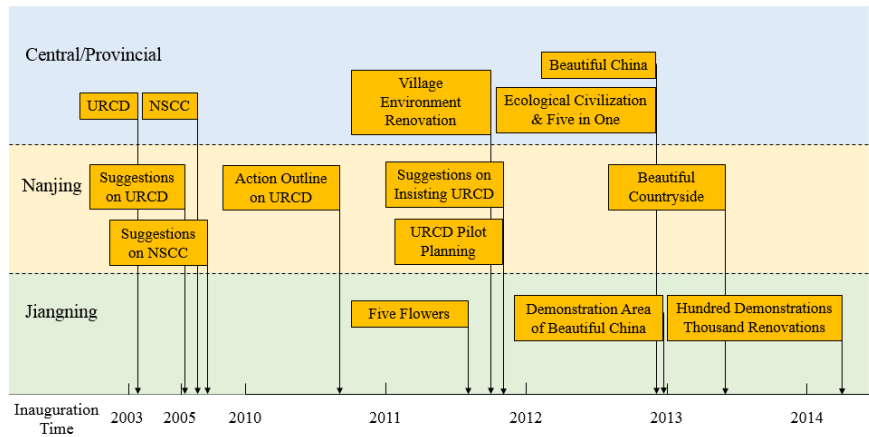 Central/Provincial
URCD
NSCC
Village
Environment
Renovation
Beautiful China
Ecological Civilization
& Five in One
Nanjing
Suggestions
on URCD
Suggestions
on NSCC
Action Outline
on URCD
Suggestions on
Insisting URCD
URCD Pilot
Planning
Beautiful
Countryside
Jiangning
Five Flowers
Demonstration Area
of Beautiful China
Hundred Demonstrations
Thousand Renovations
Inauguration
Time
2003
2005
2010
2011
2012
2013
2014